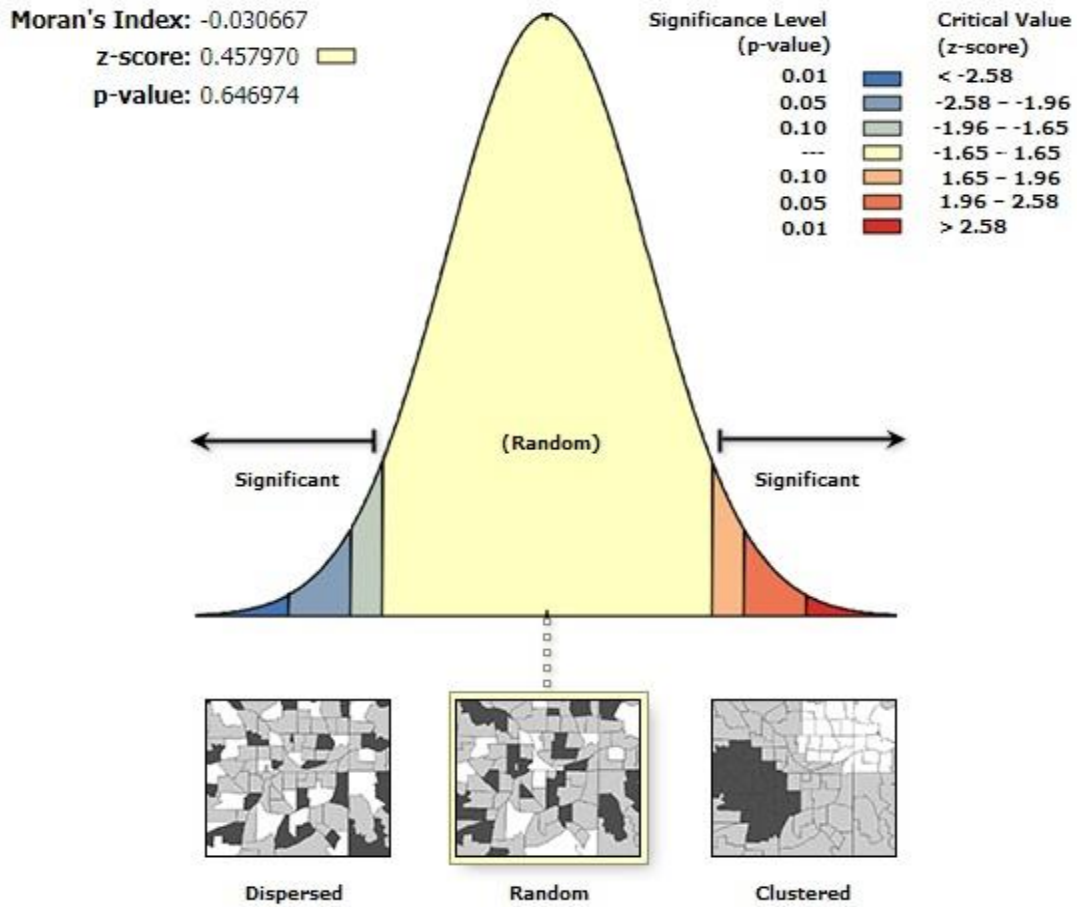 Moran's Index: -0.030667
z-score: 0.457970
p-value: 0.646974
Significance Level
(p-value)
Critical Value
(z-score)
0.01 < -2.58
0.05 -2.58 – -1.96
0.10 -1.96 – -1.65
--- -1.65 – 1.65
0.10 1.65 – 1.96
0.05 1.96 – 2.58
0.01 > 2.58
(Random)
Significant Significant
Dispersed Random Clustered